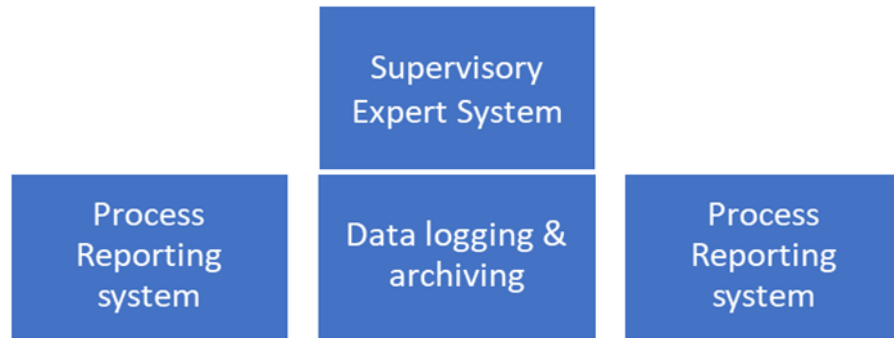 Supervisory
Expert System
Process
Reporting
system
Data logging &
archiving
Process
Reporting
system